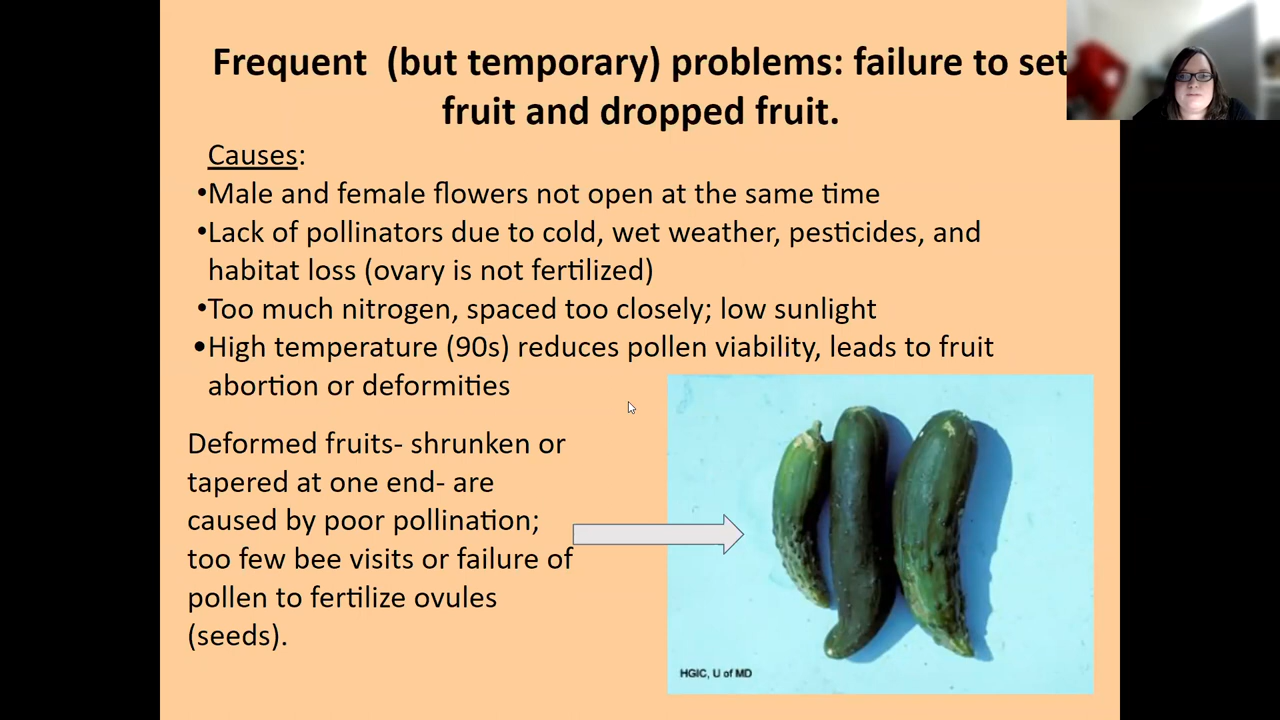 Frequent  (but temporary) problems: failure to set
fruit and dropped fruit.
Causes:
•Male and female flowers not open at the same time
•Lack of pollinators due to cold, wet weather, pesticides, and
habitat loss (ovary is not fertilized)
•Too much nitrogen, spaced too closely; low sunlight
•High temperature (90s) reduces pollen viability, leads to fruit
abortion or deformities
Deformed fruits- shrunken or
tapered at one end- are
caused by poor pollination;
too few bee visits or failure of
pollen to fertilize ovules
(seeds).
HGIC, U of MD